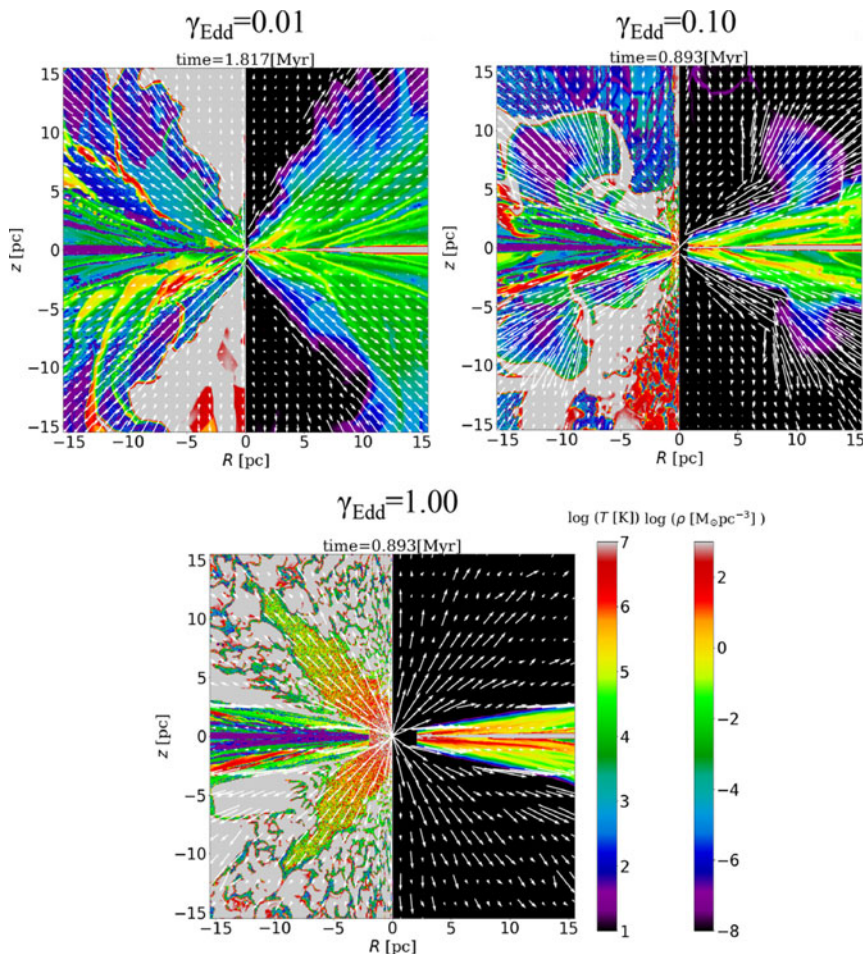 γEdd=0.01
γEdd=0.10
time=1.817[Myr]
time=0.893[Myr]
15
10
5
0
−5
−10
−15
z [pc]
−15 −10 −5 0 5 10 15
R [pc]
15
10
5
0
−5
−10
−15
z [pc]
−15 −10 −5 0 5 10 15
R [pc]
γEdd=1.00
time=0.893[Myr]
15
10
5
0
−5
−10
−15
z [pc]
−15 −10 −5 0 5 10 15
R [pc]
log (T [K]) log (ρ [M⊙pc−3] )
7
6
5
4
3
2
1
2
0
−2
−4
−6
−8